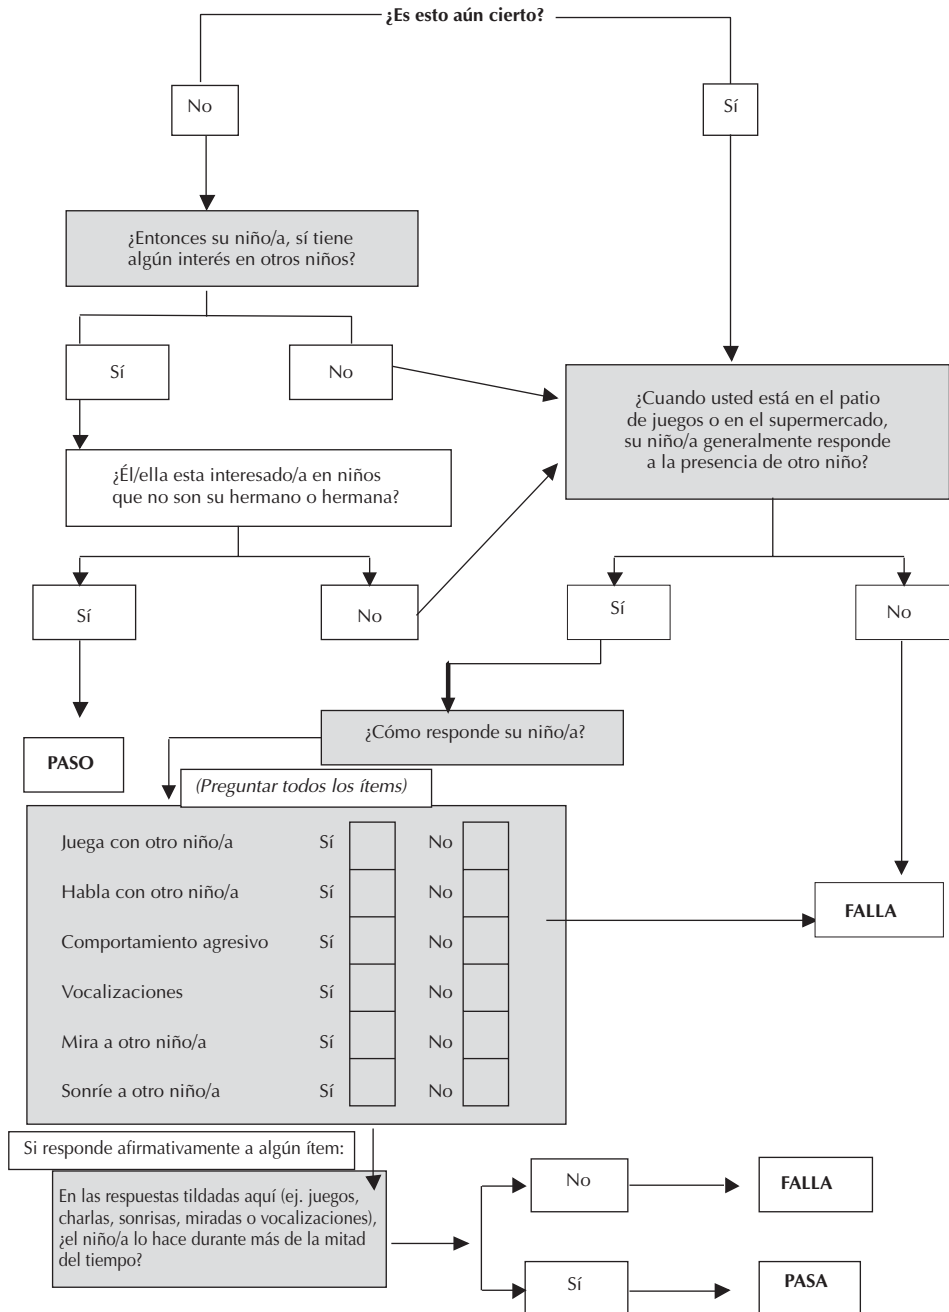 ¿Es esto aún cierto?
No
Sí
¿Entonces su niño/a, sí tiene
algún interés en otros niños?
Sí
No
¿Cuando usted está en el patio
de juegos o en el supermercado,
su niño/a generalmente responde
a la presencia de otro niño?
¿Él/ella esta interesado/a en niños
que no son su hermano o hermana?
Sí
No
Sí
No
¿Cómo responde su niño/a?
PASO
(Preguntar todos los ítems)
Juega con otro niño/a Sí No
Habla con otro niño/a Sí No
Comportamiento agresivo Sí No
Vocalizaciones Sí No
Mira a otro niño/a Sí No
Sonríe a otro niño/a Sí No
FALLA
Si responde afirmativamente a algún ítem:
En las respuestas tildadas aquí (ej. juegos,
charlas, sonrisas, miradas o vocalizaciones),
¿el niño/a lo hace durante más de la mitad
del tiempo?
No
FALLA
Sí
PASA